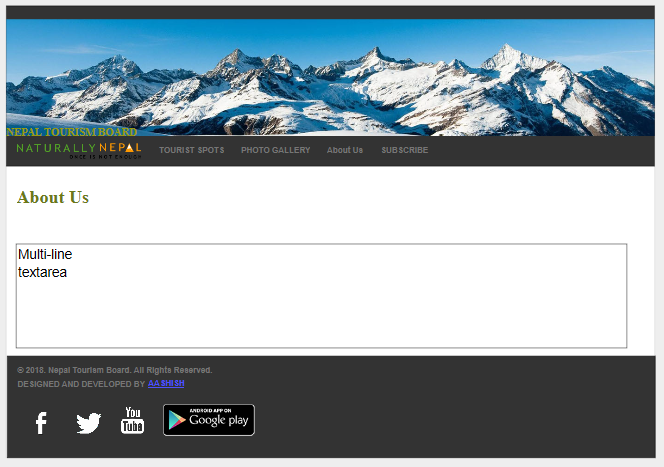 NEPAL TOURISM BOARD
NATURALLY NEPAL
ONCE IS NOT ENOUGH
TOURIST SPOTS PHOTO GALLERY About Us SUBSCRIBE
About Us
Multi-line
textarea
© 2018. Nepal Tourism Board. All Rights Reserved.
DESIGNED AND DEVELOPED BY AASHISH
f You Tube ANDROID APP ON Google play